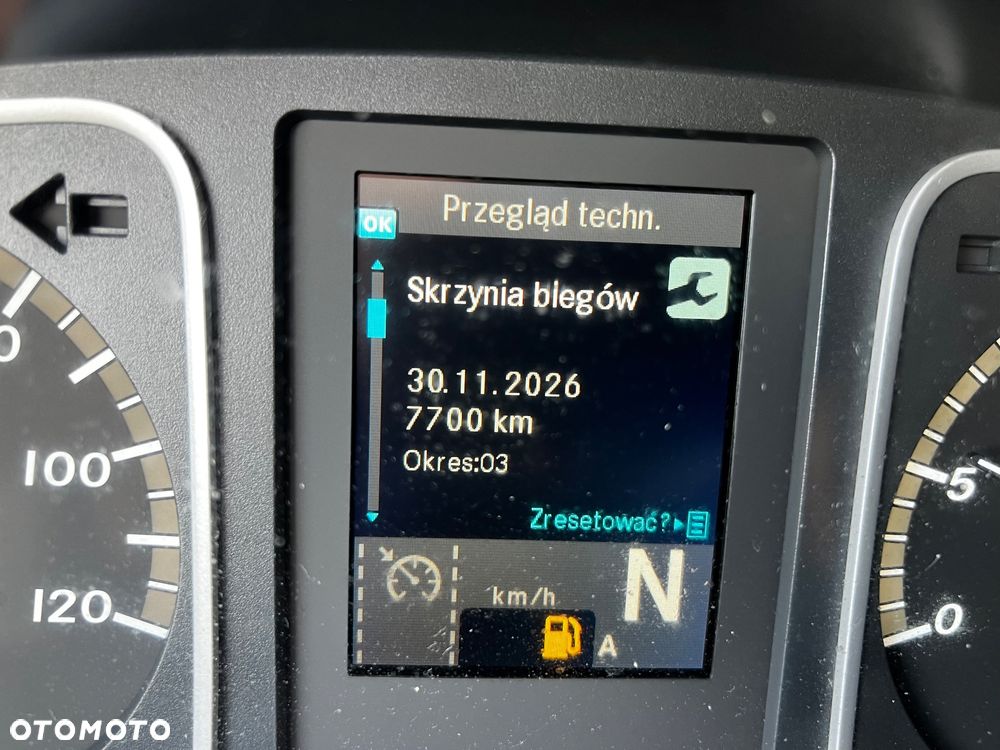 Przegląd techn.
OK
Skrzynia biegów
30.11.2026
7700 km
Okres:03
Zresetować?
km/h
N
A
100
120
0
5
0
OTOMOTO